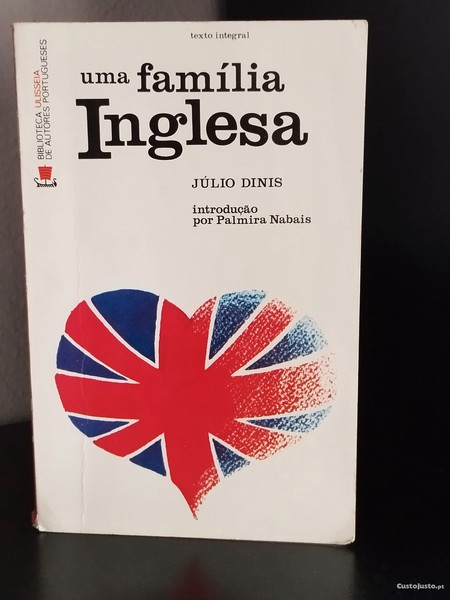 texto integral
BIBLIOTECA ULISSEIA
DE AUTORES PORTUGUESES
uma família
Inglesa
JÚLIO DINIS
introdução
por Palmira Nabais
CustoJusto.pt